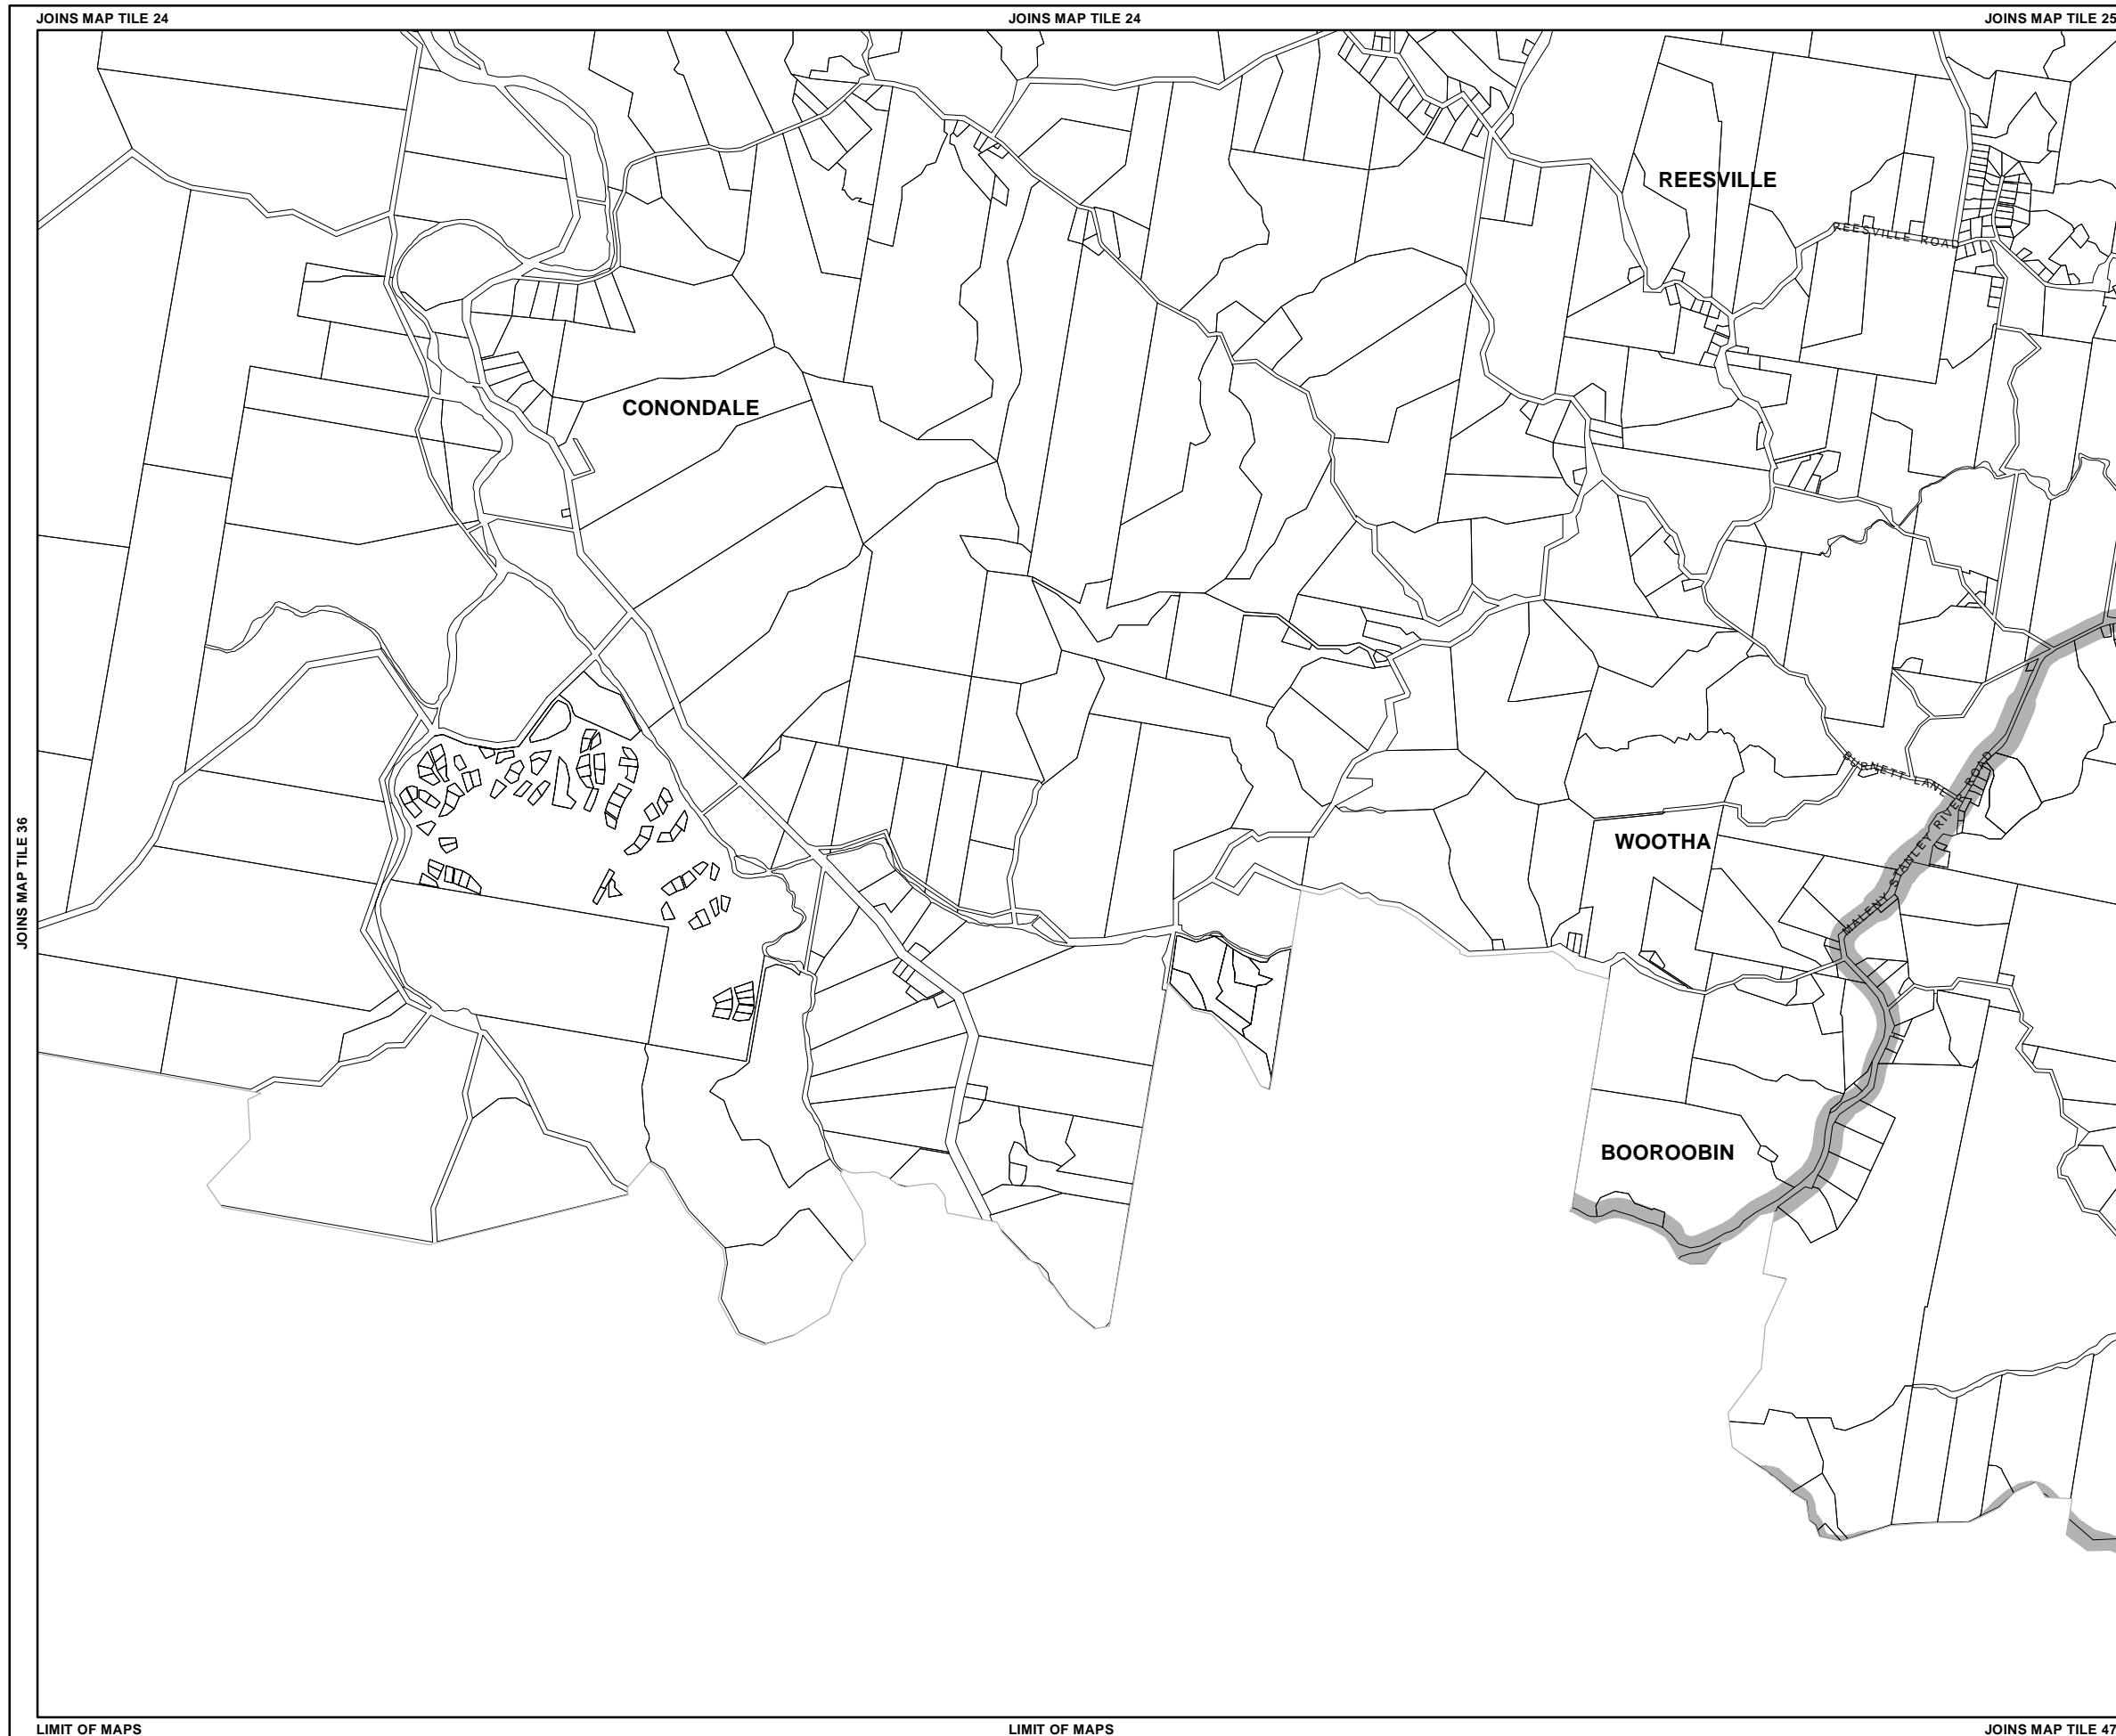 JOINS MAP TILE 24
JOINS MAP TILE 24
JOINS MAP TILE 25
REESVILLE
REESVILLE ROAD
CONONDALE
BURNETT LANE
JOINS MAP TILE 36
WOOTHA
MALENY STANLEY RIVER ROAD
BOOROOBIN
LIMIT OF MAPS
LIMIT OF MAPS
JOINS MAP TILE 47